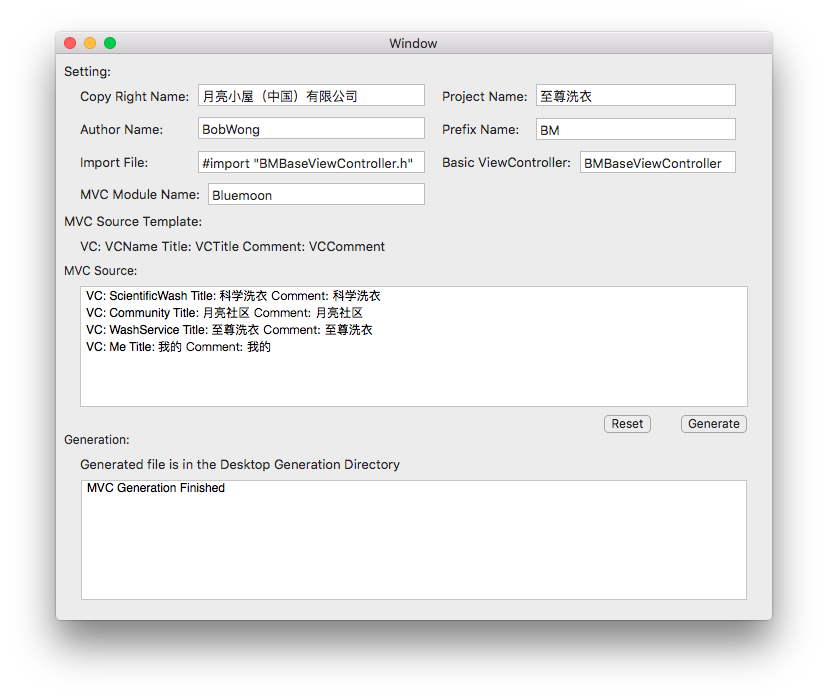 Window
Setting:
Copy Right Name: 月亮小屋（中国）有限公司 Project Name: 至尊洗衣
Author Name: BobWong Prefix Name: BM
Import File: #import "BMBaseViewController.h" Basic ViewController: BMBaseViewController
MVC Module Name: Bluemoon
MVC Source Template:
VC: VCName Title: VCTitle Comment: VCComment
MVC Source:
VC: ScientificWash Title: 科学洗衣 Comment: 科学洗衣
VC: Community Title: 月亮社区 Comment: 月亮社区
VC: WashService Title: 至尊洗衣 Comment: 至尊洗衣
VC: Me Title: 我的 Comment: 我的
Reset Generate
Generation:
Generated file is in the Desktop Generation Directory
MVC Generation Finished